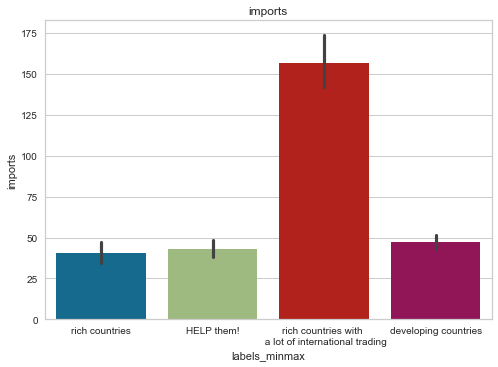 imports
175
150
125
100
75
50
25
0
imports
rich countries
HELP them!
rich countries with
a lot of international trading
developing countries
labels_minmax